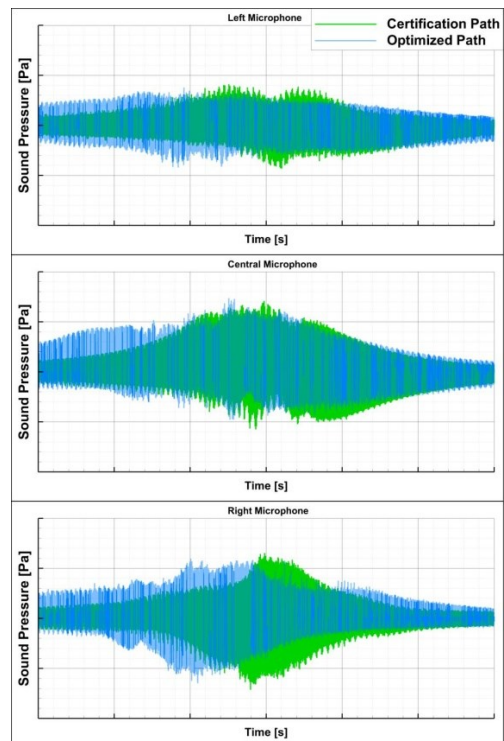 Left Microphone
Certification Path
Optimized Path
Sound Pressure [Pa]
Time [s]
Central Microphone
Sound Pressure [Pa]
Time [s]
Right Microphone
Sound Pressure [Pa]
Time [s]